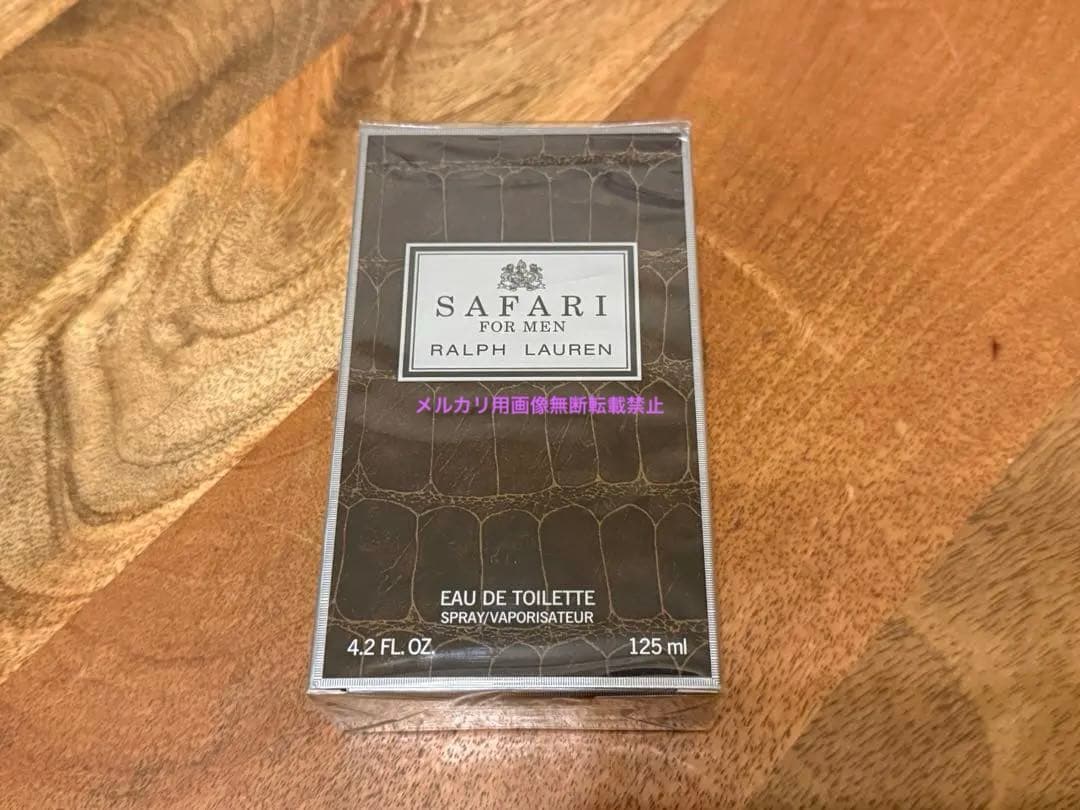 SAFARI
FOR MEN
RALPH LAUREN
メルカリ用画像無断転載禁止
EAU DE TOILETTE
SPRAY/VAPORISATEUR
4.2 FL. OZ. 125 ml